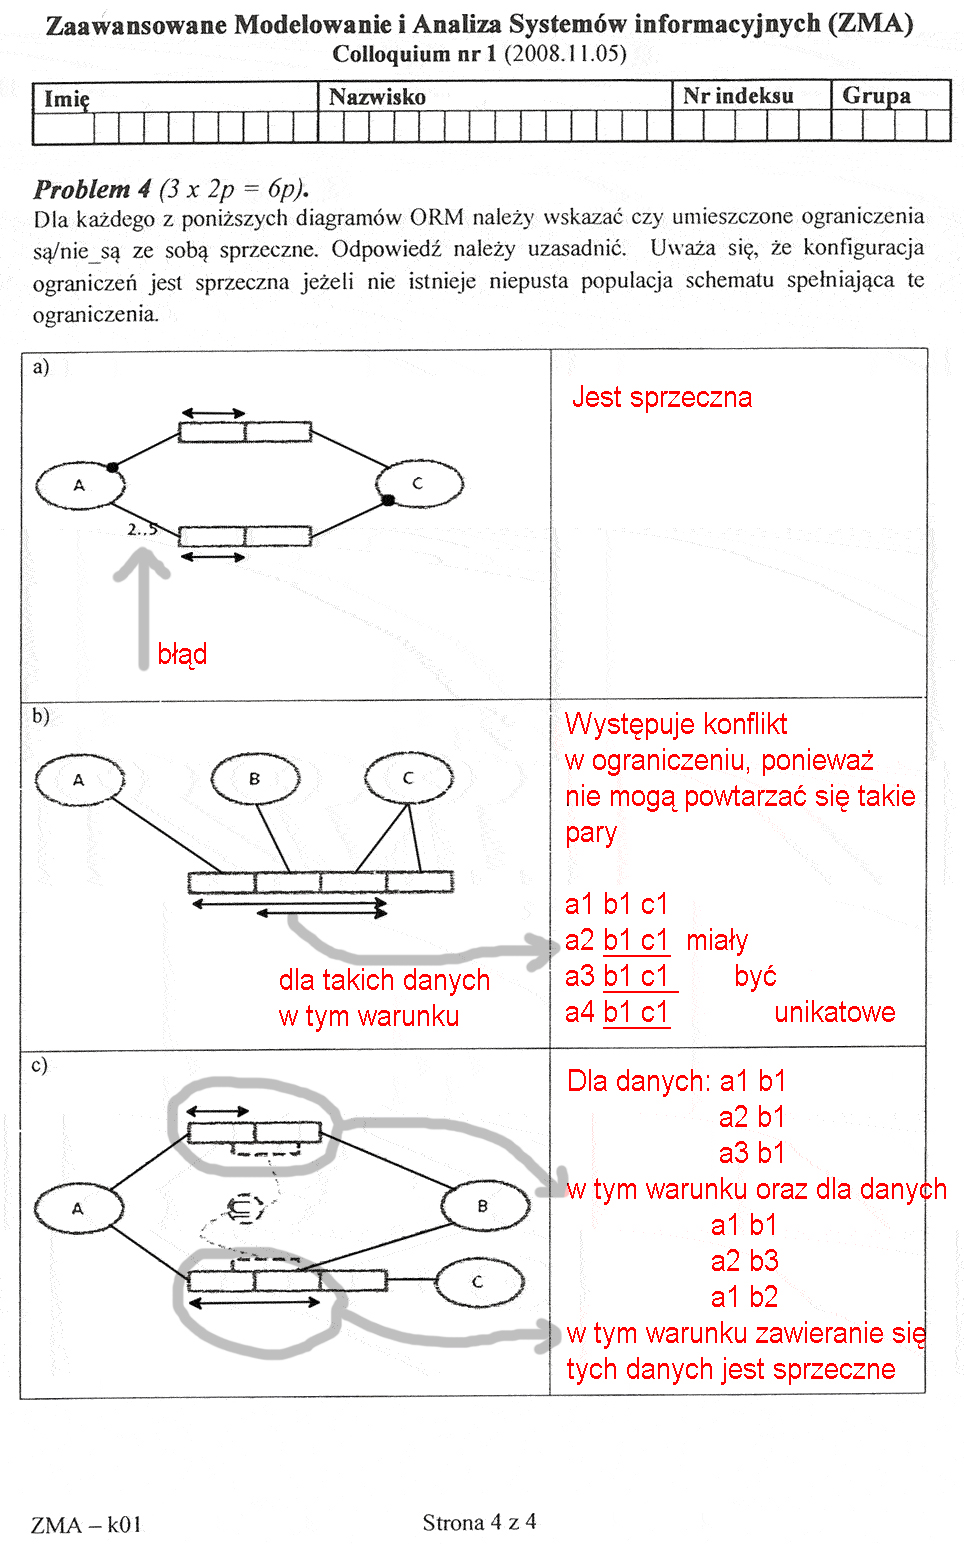 Zaawansowane Modelowanie i Analiza Systemów informacyjnych (ZMA)
Colloquium nr 1 (2008.11.05)
Imię Nazwisko Nr indeksu Grupa
Problem 4 (3 x 2p = 6p).
Dla każdego z poniższych diagramów ORM należy wskazać czy umieszczone ograniczenia
są/nie_są ze sobą sprzeczne. Odpowiedź należy uzasadnić. Uważa się, że konfiguracja
ograniczeń jest sprzeczna jeżeli nie istnieje niepusta populacja schematu spełniająca te
ograniczenia.
a)
Jest sprzeczna
A
C
2..5
błąd
b)
A B C
dla takich danych
w tym warunku
Występuje konflikt
w ograniczeniu, ponieważ
nie mogą powtarzać się takie
pary
a1 b1 c1
a2 b1 c1 miały
a3 b1 c1 być
a4 b1 c1 unikatowe
c)
A
B
C
Dla danych: a1 b1
a2 b1
a3 b1
w tym warunku oraz dla danych
a1 b1
a2 b3
a1 b2
w tym warunku zawieranie się
tych danych jest sprzeczne
ZMA – k01 Strona 4 z 4